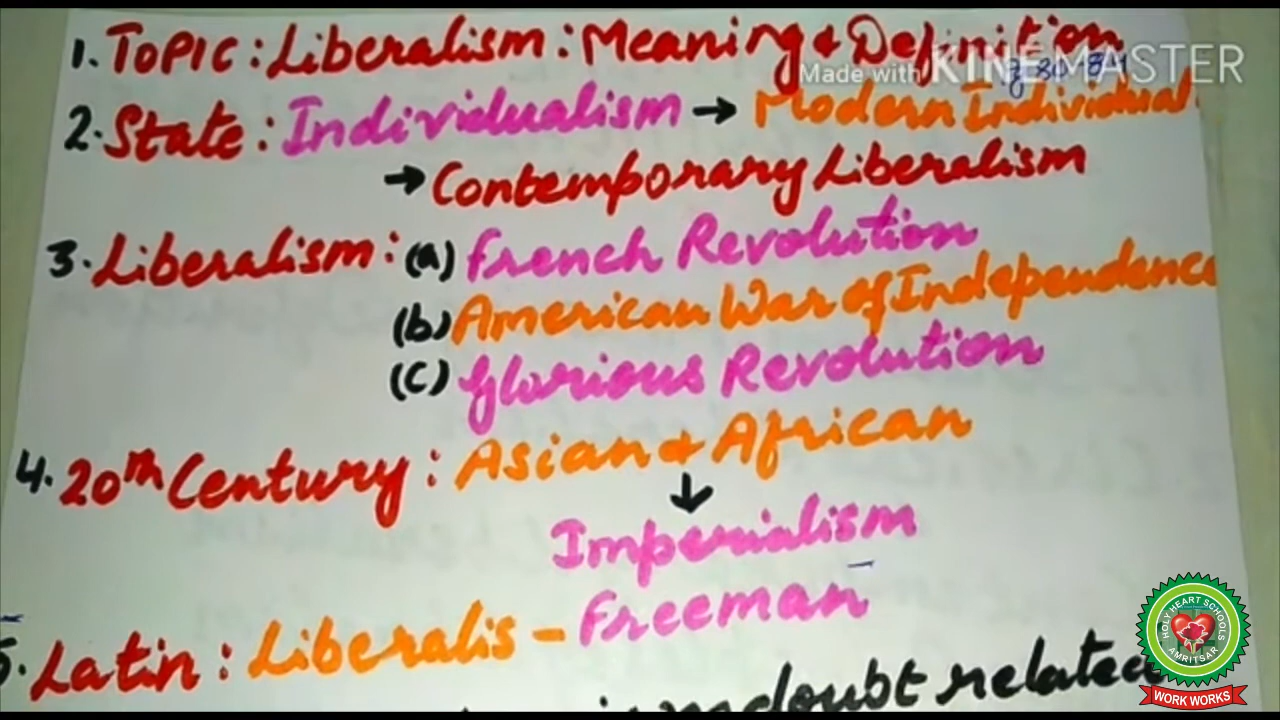 1. Topic: Liberalism: Meaning & Definition
Made with KINEMASTER
2. State: Individualism → Modern Individual
→ Contemporary Liberalism
3. Liberalism: (a) French Revolution
(b) American War of Independence
(c) Glorious Revolution
4. 20th Century: Asian & African
↓
Imperialism
5. Latin: Liberalis - Freeman
doubt related
HOLY HEART SCHOOLS
AMRITSAR
WORK WORKS